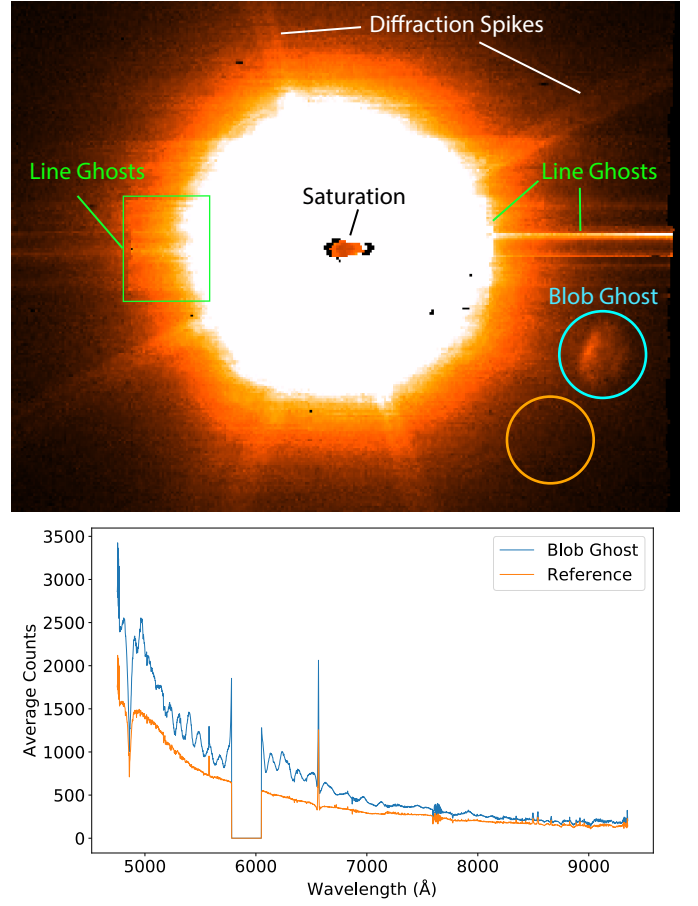 Diffraction Spikes
Line Ghosts
Line Ghosts
Saturation
Blob Ghost
3500
3000
2500
2000
1500
1000
500
0
Average Counts
Blob Ghost
Reference
5000 6000 7000 8000 9000
Wavelength (Å)